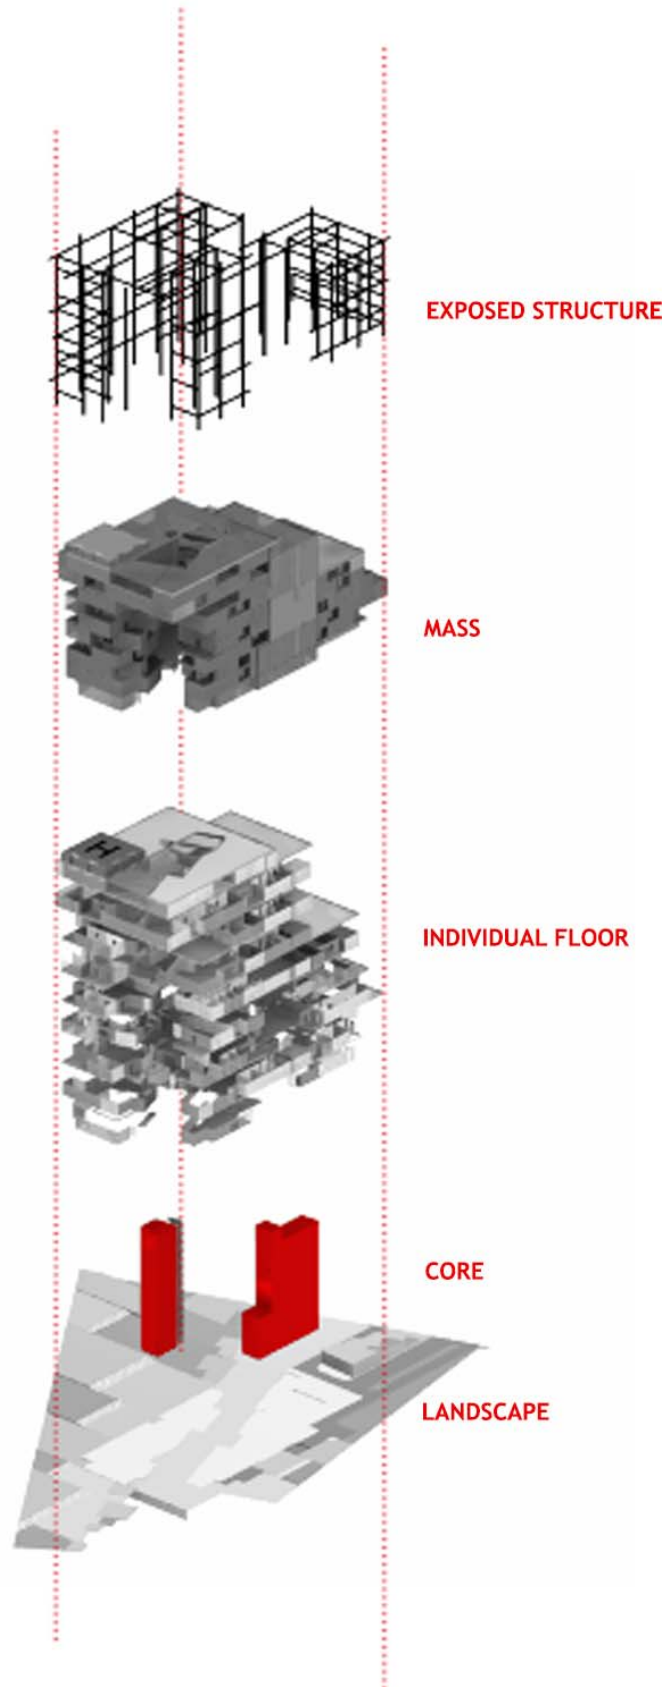 EXPOSED STRUCTURE
MASS
H
INDIVIDUAL FLOOR
CORE
LANDSCAPE